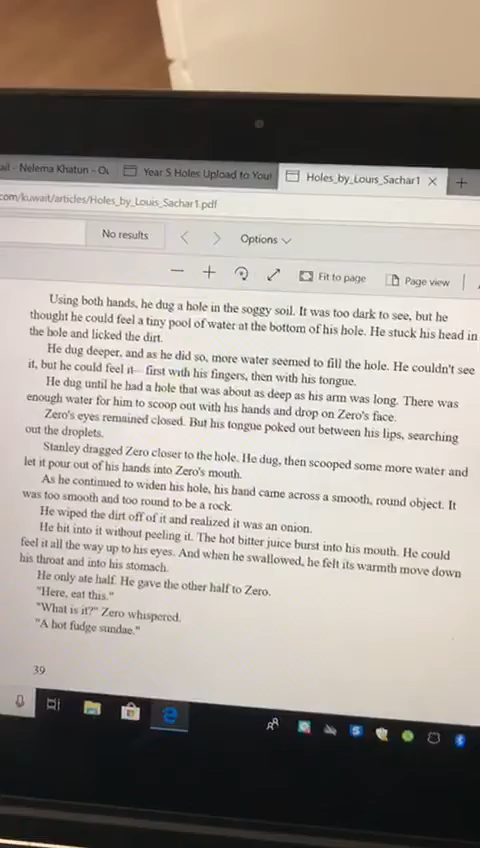 ail - Nelema Khatun - Ou
Year 5 Holes Upload to Your
Holes_by_Louis_Sachar1
com/kuwait/articles/Holes_by_Louis_Sachar1.pdf
No results
Options
Fit to page
Page view
Using both hands, he dug a hole in the soggy soil. It was too dark to see, but he
thought he could feel a tiny pool of water at the bottom of his hole. He stuck his head in
the hole and licked the dirt.
He dug deeper, and as he did so, more water seemed to fill the hole. He couldn't see
it, but he could feel it—first with his fingers, then with his tongue.
He dug until he had a hole that was about as deep as his arm was long. There was
enough water for him to scoop out with his hands and drop on Zero's face.
Zero's eyes remained closed. But his tongue poked out between his lips, searching
out the droplets.
Stanley dragged Zero closer to the hole. He dug, then scooped some more water and
let it pour out of his hands into Zero's mouth.
As he continued to widen his hole, his hand came across a smooth, round object. It
was too smooth and too round to be a rock.
He wiped the dirt off of it and realized it was an onion.
He bit into it without peeling it. The hot bitter juice burst into his mouth. He could
feel it all the way up to his eyes. And when he swallowed, he felt its warmth move down
his throat and into his stomach.
He only ate half. He gave the other half to Zero.
"Here, eat this."
"What is it?" Zero whispered.
"A hot fudge sundae."
39